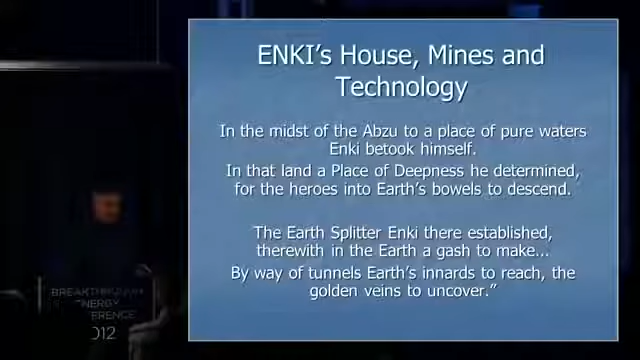 ENKI's House, Mines and
Technology
In the midst of the Abzu to a place of pure waters
Enki betook himself.
In that land a Place of Deepness he determined,
for the heroes into Earth's bowels to descend.
The Earth Splitter Enki there established,
therewith in the Earth a gash to make...
By way of tunnels Earth's innards to reach, the
golden veins to uncover."
BREAKTHROUGH
ENERGY
2012